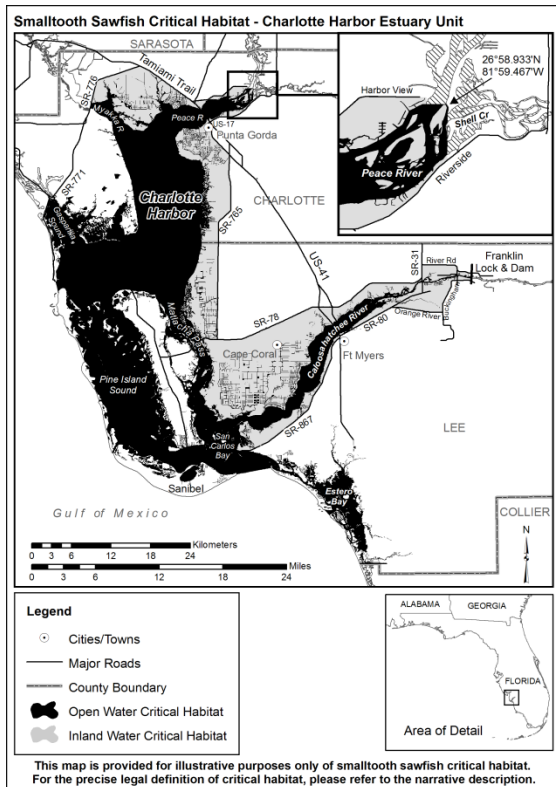 Smalltooth Sawfish Critical Habitat - Charlotte Harbor Estuary Unit
SARASOTA
Tamiami Trail
SR-776
Myakka R
Peace R
US-17
Punta Gorda
SR-771
Gasparilla
Sound
Charlotte
Harbor
SR-765
CHARLOTTE
US-41
26°58.933'N
81°59.467'W
Harbor View
Shell Cr
Peace River
Riverside
SR-31
River Rd
Franklin
Lock & Dam
Buckingham
Orange River
SR-80
SR-78
Matlacha Pass
Cape Coral
Caloosahatchee River
Ft Myers
Pine Island
Sound
SR-867
LEE
San
Carlos
Bay
Sanibel
Estero
Bay
COLLIER
Gulf of Mexico
N
Kilometers
0 3 6 12 18 24
Miles
0 3 6 12 18 24
Legend
Cities/Towns
Major Roads
County Boundary
Open Water Critical Habitat
Inland Water Critical Habitat
ALABAMA
GEORGIA
FLORIDA
Area of Detail
This map is provided for illustrative purposes only of smalltooth sawfish critical habitat.
For the precise legal definition of critical habitat, please refer to the narrative description.